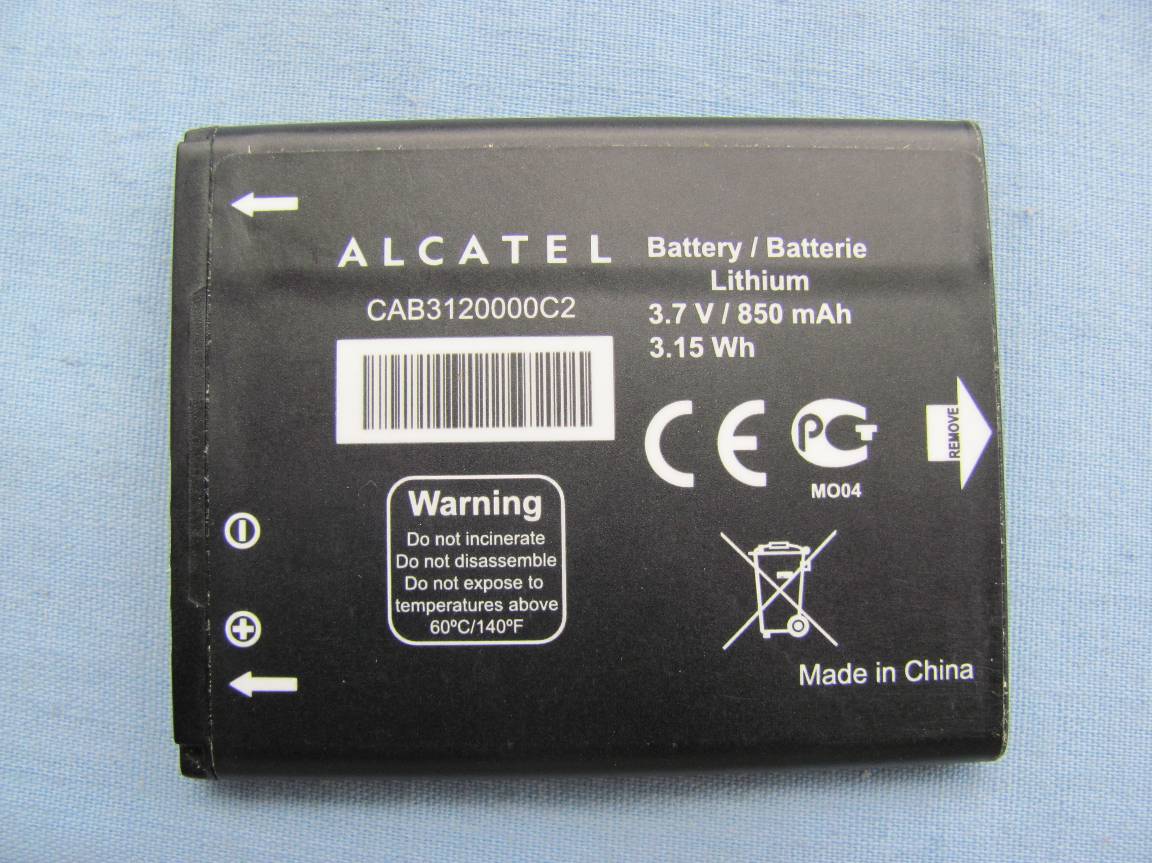 ALCATEL
CAB3120000C2
Battery / Batterie
Lithium
3.7 V / 850 mAh
3.15 Wh
CE
PCT
MO04
REMOVE
Warning
Do not incinerate
Do not disassemble
Do not expose to
temperatures above
60ºC/140ºF
Made in China